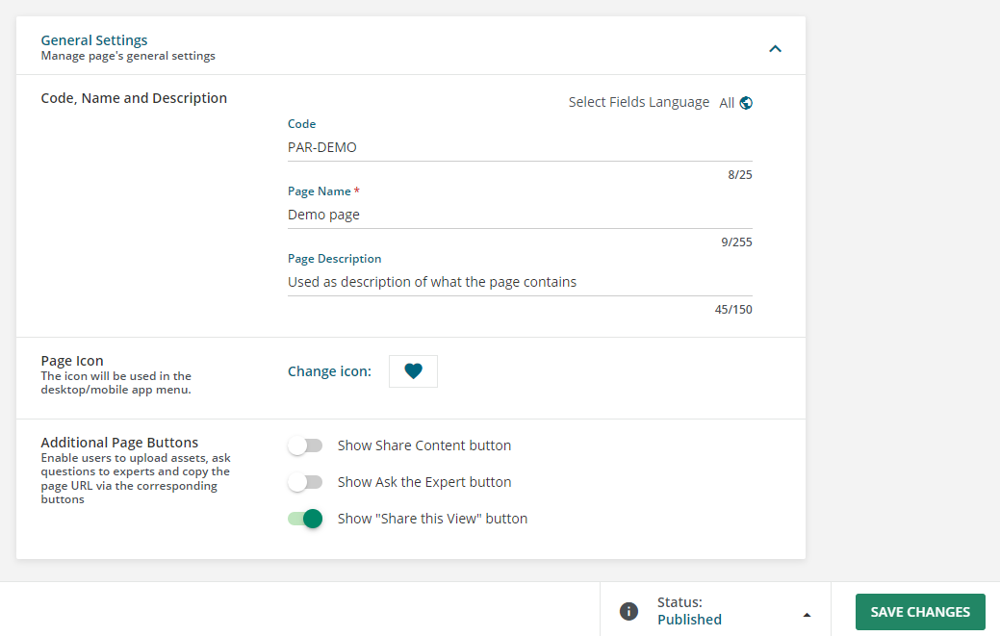 General Settings
Manage page's general settings
Code, Name and Description
Select Fields Language All
Code
PAR-DEMO
8/25
Page Name *
Demo page
9/255
Page Description
Used as description of what the page contains
45/150
Page Icon
The icon will be used in the
desktop/mobile app menu.
Change icon:
Additional Page Buttons
Enable users to upload assets, ask
questions to experts and copy the
page URL via the corresponding
buttons
Show Share Content button
Show Ask the Expert button
Show "Share this View" button
Status:
Published
SAVE CHANGES